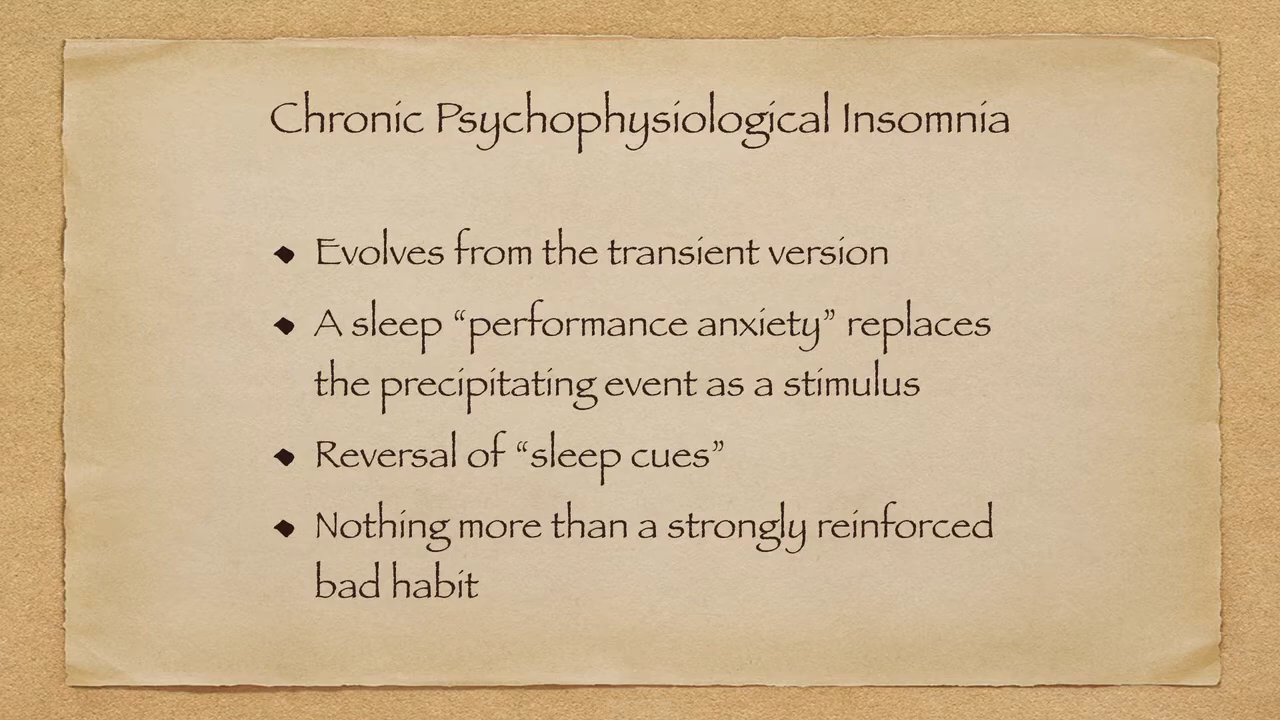 Chronic Psychophysiological Insomnia
◆ Evolves from the transient version
◆ A sleep “performance anxiety” replaces
the precipitating event as a stimulus
◆ Reversal of “sleep cues”
◆ Nothing more than a strongly reinforced
bad habit